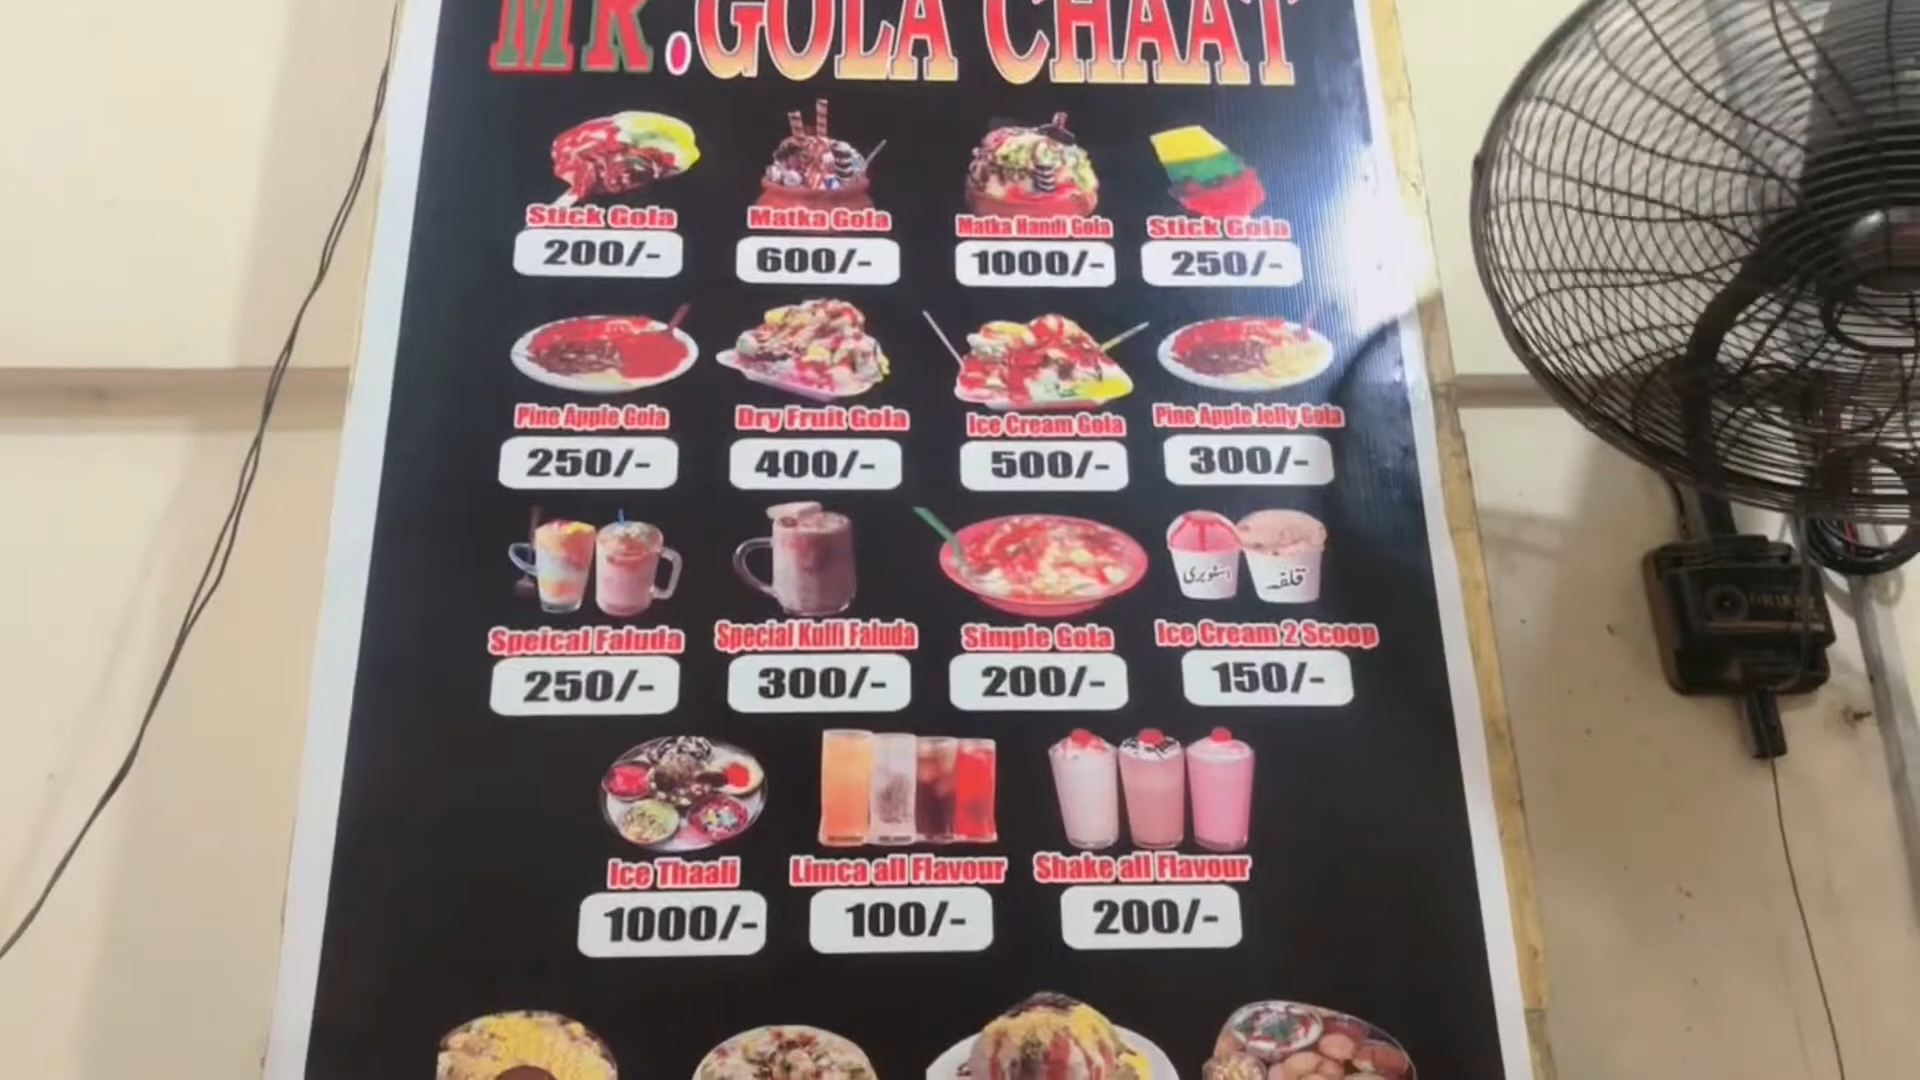 MR.GOLA CHAAT
Stick Gola
200/-
Matka Gola
600/-
Matka Handi Gola
1000/-
Stick Gola
250/-
Pine Apple Gola
250/-
Dry Fruit Gola
400/-
Ice Cream Gola
500/-
Pine Apple Jelly Gola
300/-
Speical Faluda
250/-
Special Kulfi Faluda
300/-
Simple Gola
200/-
قلفہ
Ice Cream 2 Scoop
150/-
Ice Thaali
1000/-
Limca all Flavour
100/-
Shake all Flavour
200/-